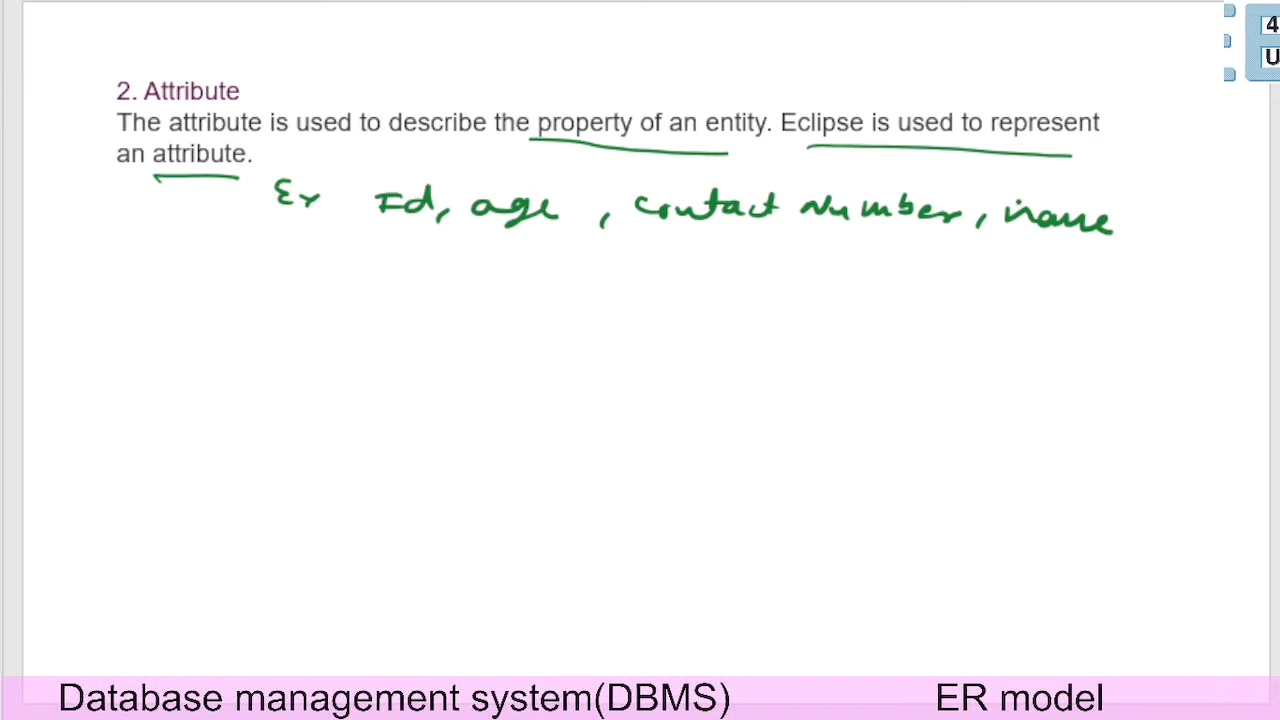 2. Attribute
The attribute is used to describe the property of an entity. Eclipse is used to represent
an attribute.
Ex Id, age, contact Number, name
4
U
Database management system(DBMS) ER model